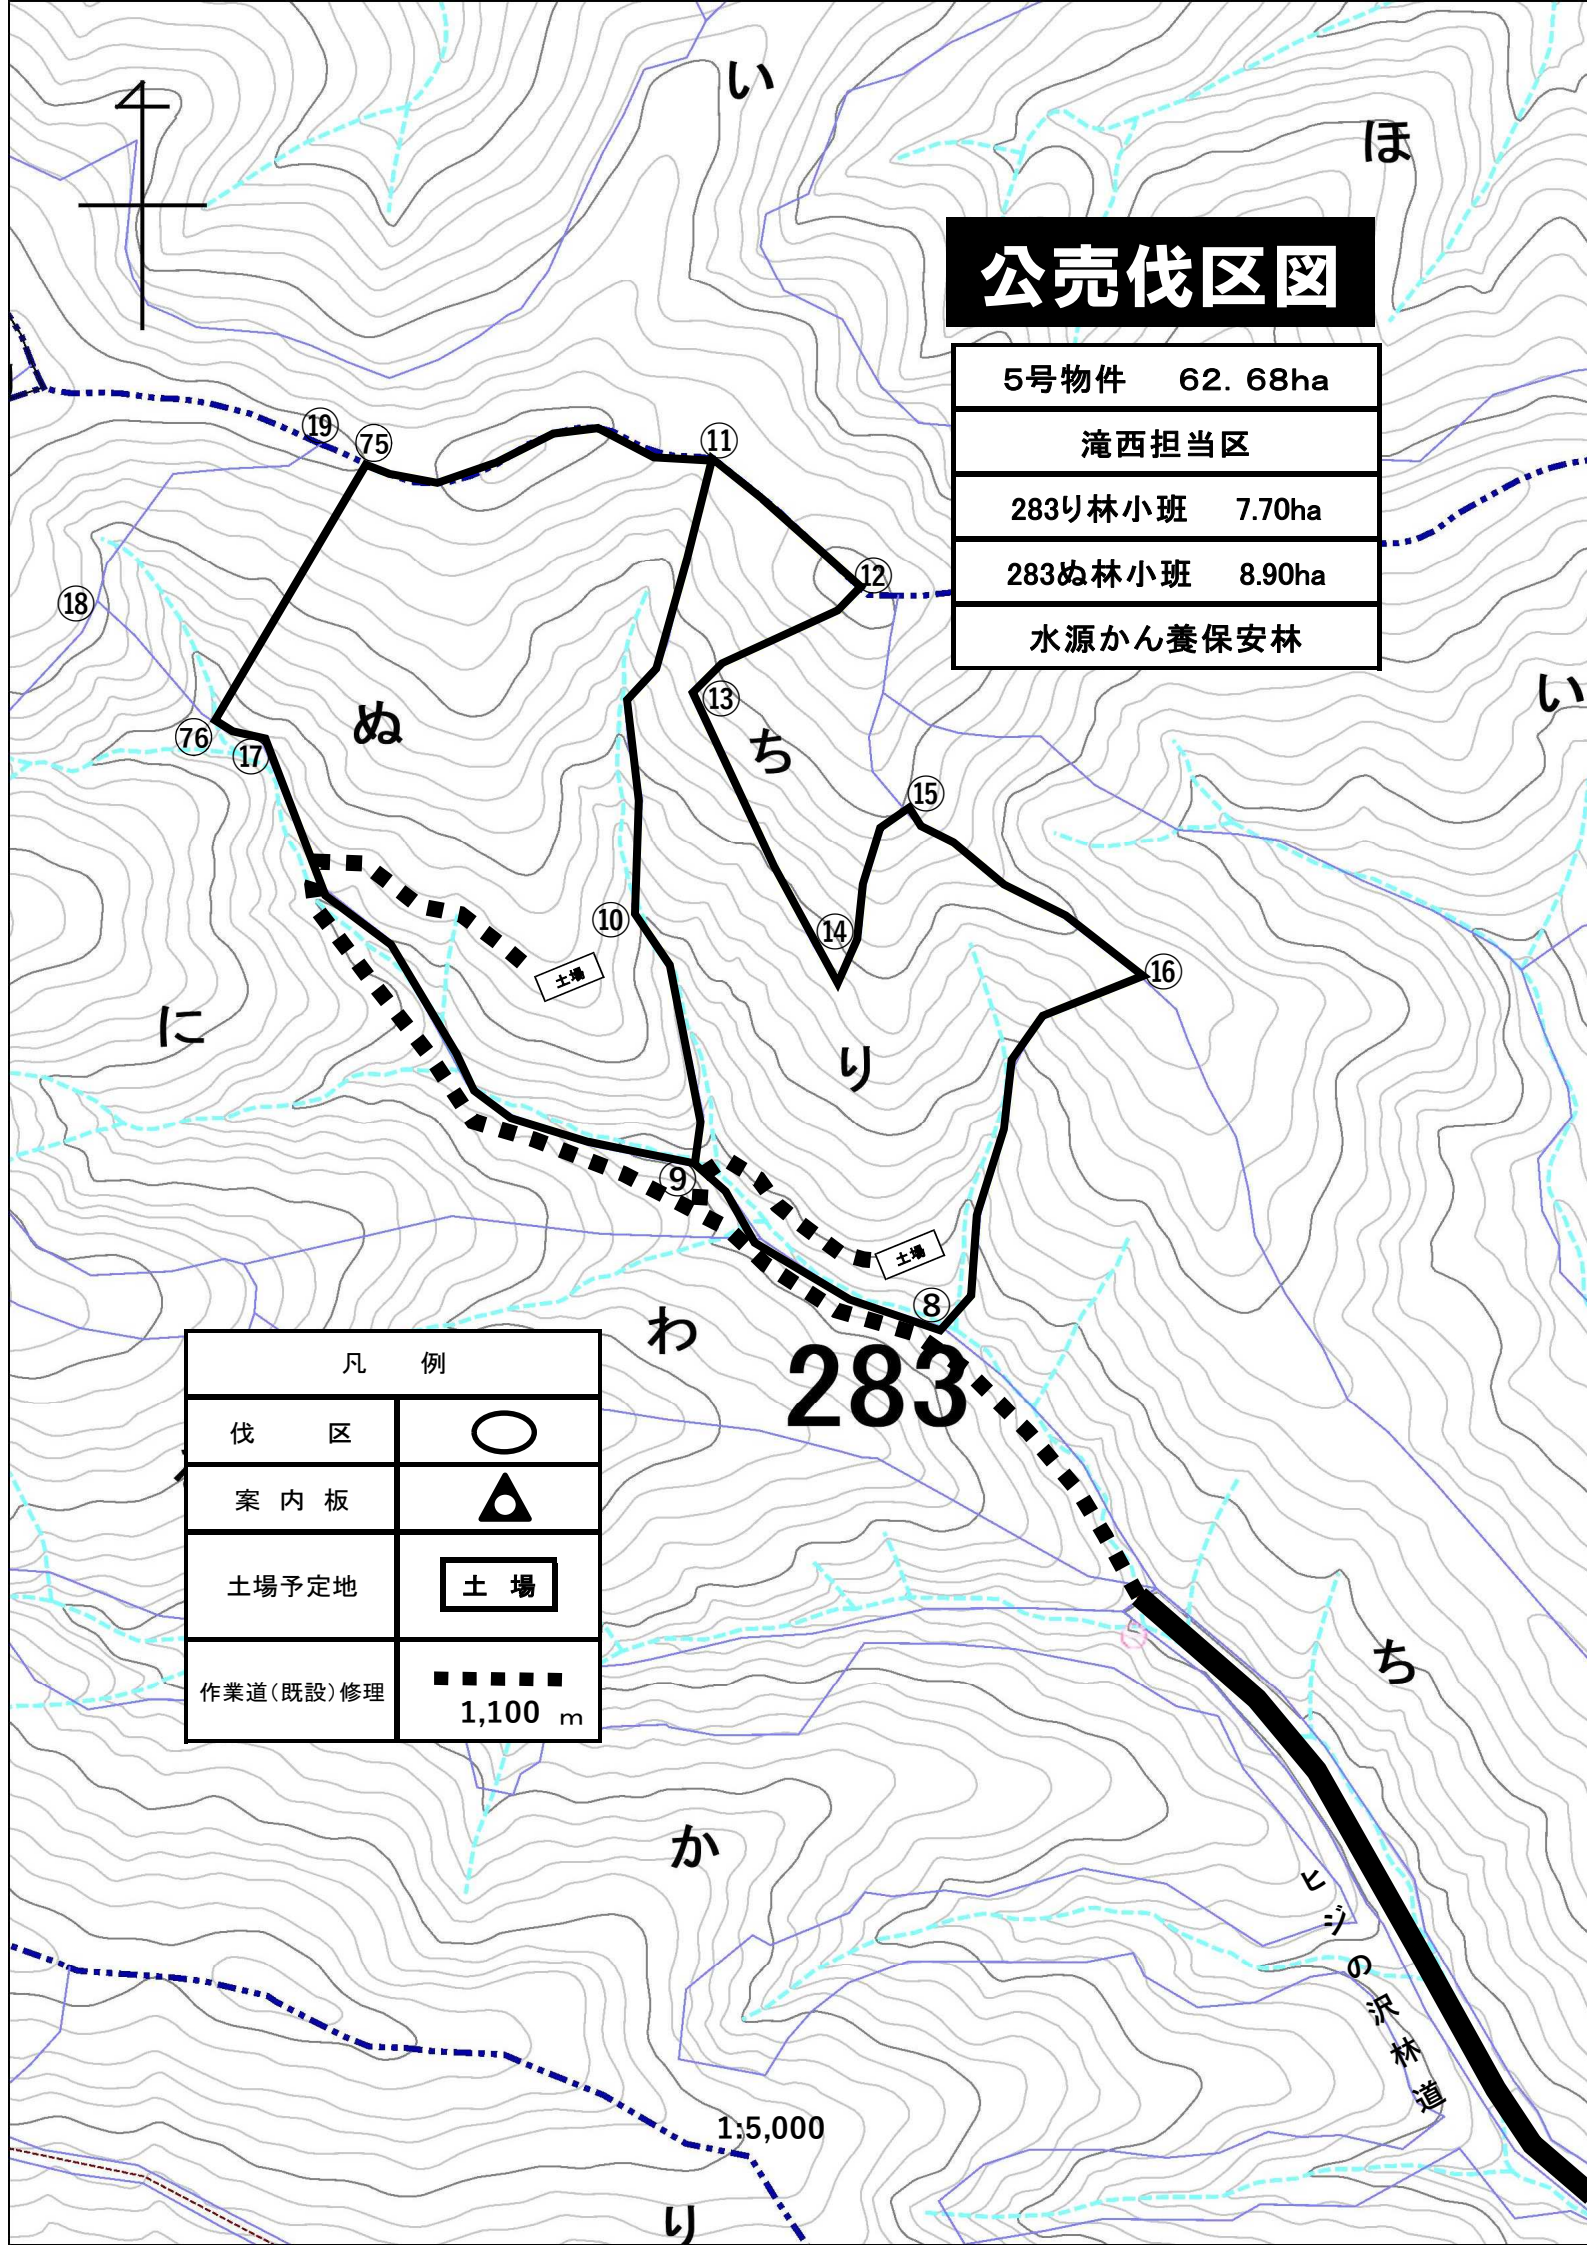 い
ほ
公売伐区図
5号物件 62.68ha
滝西担当区
283り林小班 7.70ha
283ぬ林小班 8.90ha
水源かん養保安林
⑲
75
⑪
⑫
⑱
⑬
い
76
⑰
ぬ
ち
⑮
⑩
⑭
⑯
土場
に
り
⑨
土場
⑧
わ
283
凡 例
伐 区
案内板
土場予定地
土 場
作業道(既設)修理
1,100 m
ち
か
ヒジの沢林道
1:5,000
り